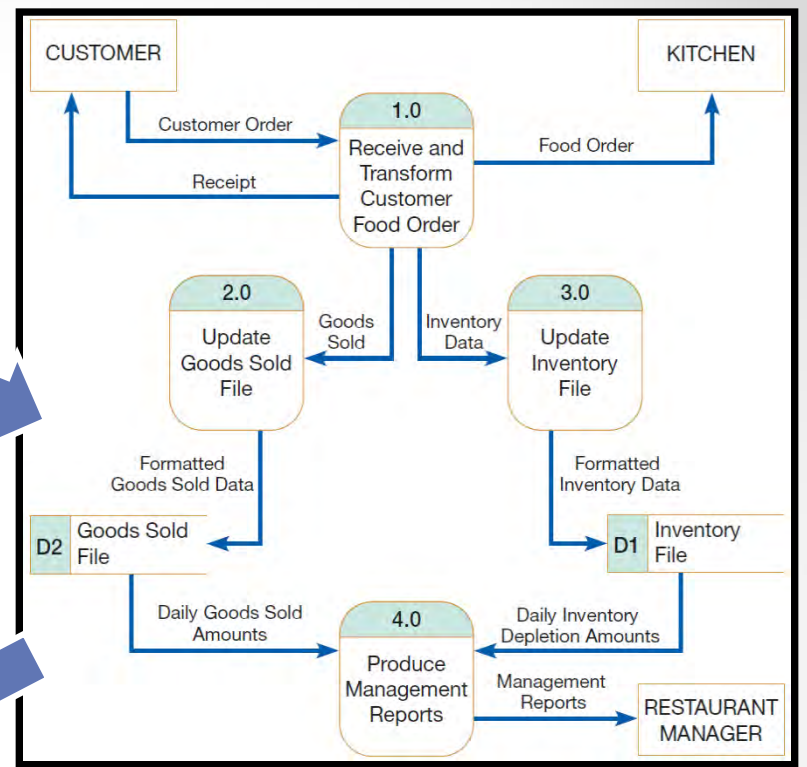 CUSTOMER
KITCHEN
1.0
Customer Order
Receive and
Transform
Customer
Food Order
Food Order
Receipt
2.0
Update
Goods Sold
File
Goods
Sold
Inventory
Data
3.0
Update
Inventory
File
Formatted
Goods Sold Data
Formatted
Inventory Data
D2
Goods Sold
File
D1
Inventory
File
Daily Goods Sold
Amounts
4.0
Produce
Management
Reports
Daily Inventory
Depletion Amounts
Management
Reports
RESTAURANT
MANAGER